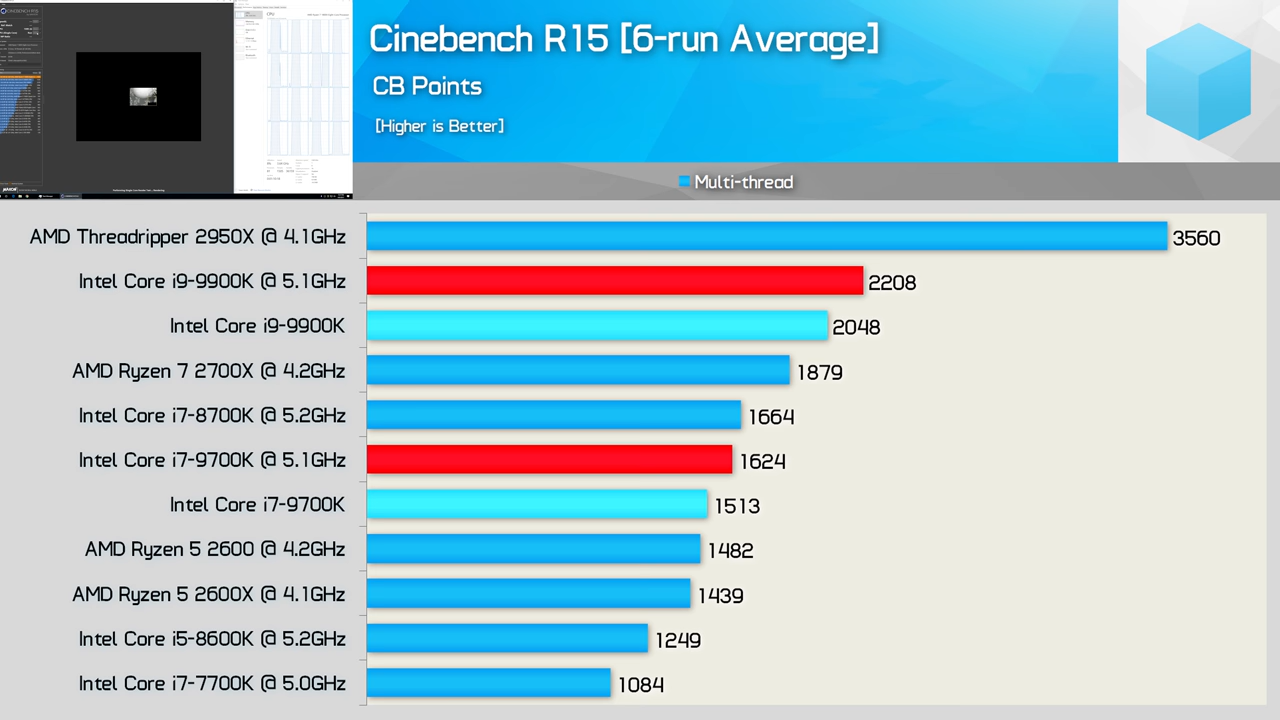 Cinebench R15 [6-run Average]
CB Points
[Higher is Better]
Multi-thread
AMD Threadripper 2950X @ 4.1GHz 3560
Intel Core i9-9900K @ 5.1GHz 2208
Intel Core i9-9900K 2048
AMD Ryzen 7 2700X @ 4.2GHz 1879
Intel Core i7-8700K @ 5.2GHz 1664
Intel Core i7-9700K @ 5.1GHz 1624
Intel Core i7-9700K 1513
AMD Ryzen 5 2600 @ 4.2GHz 1482
AMD Ryzen 5 2600X @ 4.1GHz 1439
Intel Core i5-8600K @ 5.2GHz 1249
Intel Core i7-7700K @ 5.0GHz 1084